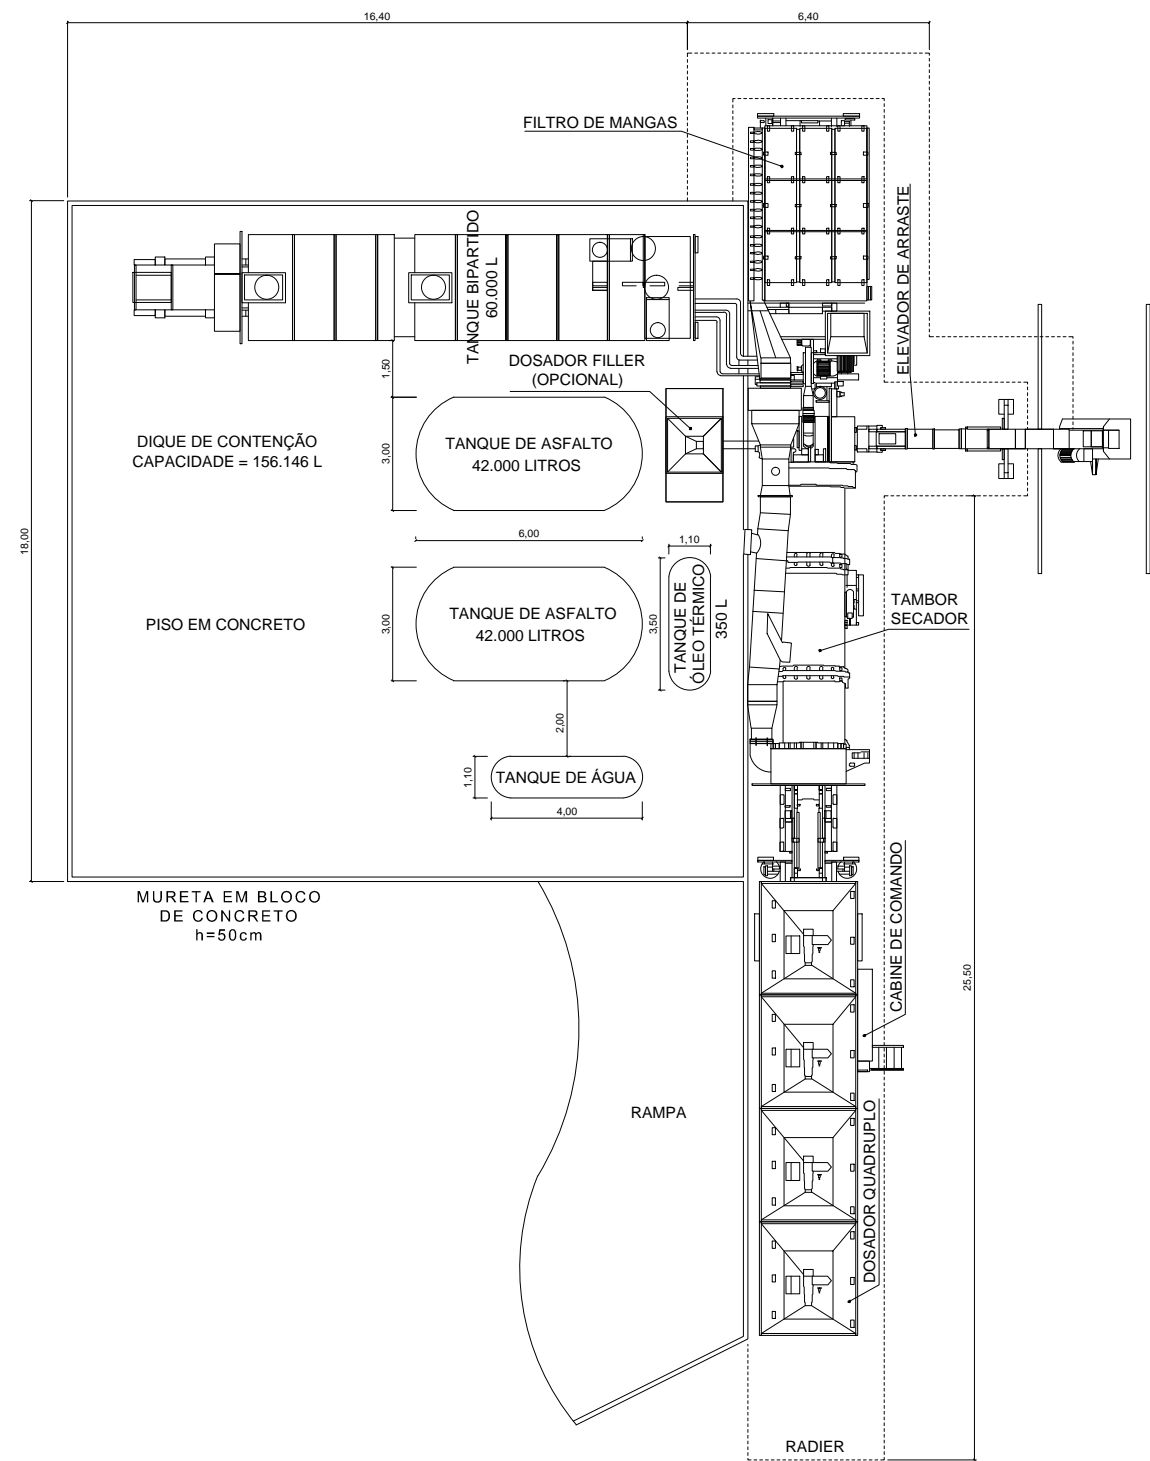 16,40
6,40
FILTRO DE MANGAS
ELEVADOR DE ARRASTE
TANQUE BIPARTIDO
60.000 L
DOSADOR FILLER
(OPCIONAL)
1,50
DIQUE DE CONTENÇÃO
CAPACIDADE = 156.146 L
3,00
TANQUE DE ASFALTO
42.000 LITROS
18,00
6,00
1,10
PISO EM CONCRETO
3,00
TANQUE DE ASFALTO
42.000 LITROS
3,50
TANQUE DE
ÓLEO TÉRMICO
350 L
TAMBOR
SECADOR
2,00
1,10
TANQUE DE ÁGUA
4,00
MURETA EM BLOCO
DE CONCRETO
h=50cm
CABINE DE COMANDO
25,50
RAMPA
DOSADOR QUADRUPLO
RADIER